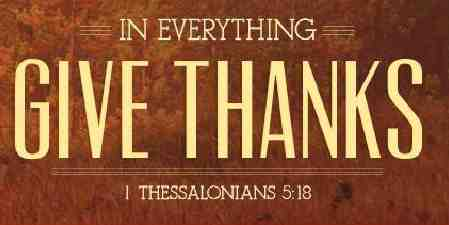 IN EVERYTHING
GIVE THANKS
1 THESSALONIANS 5:18